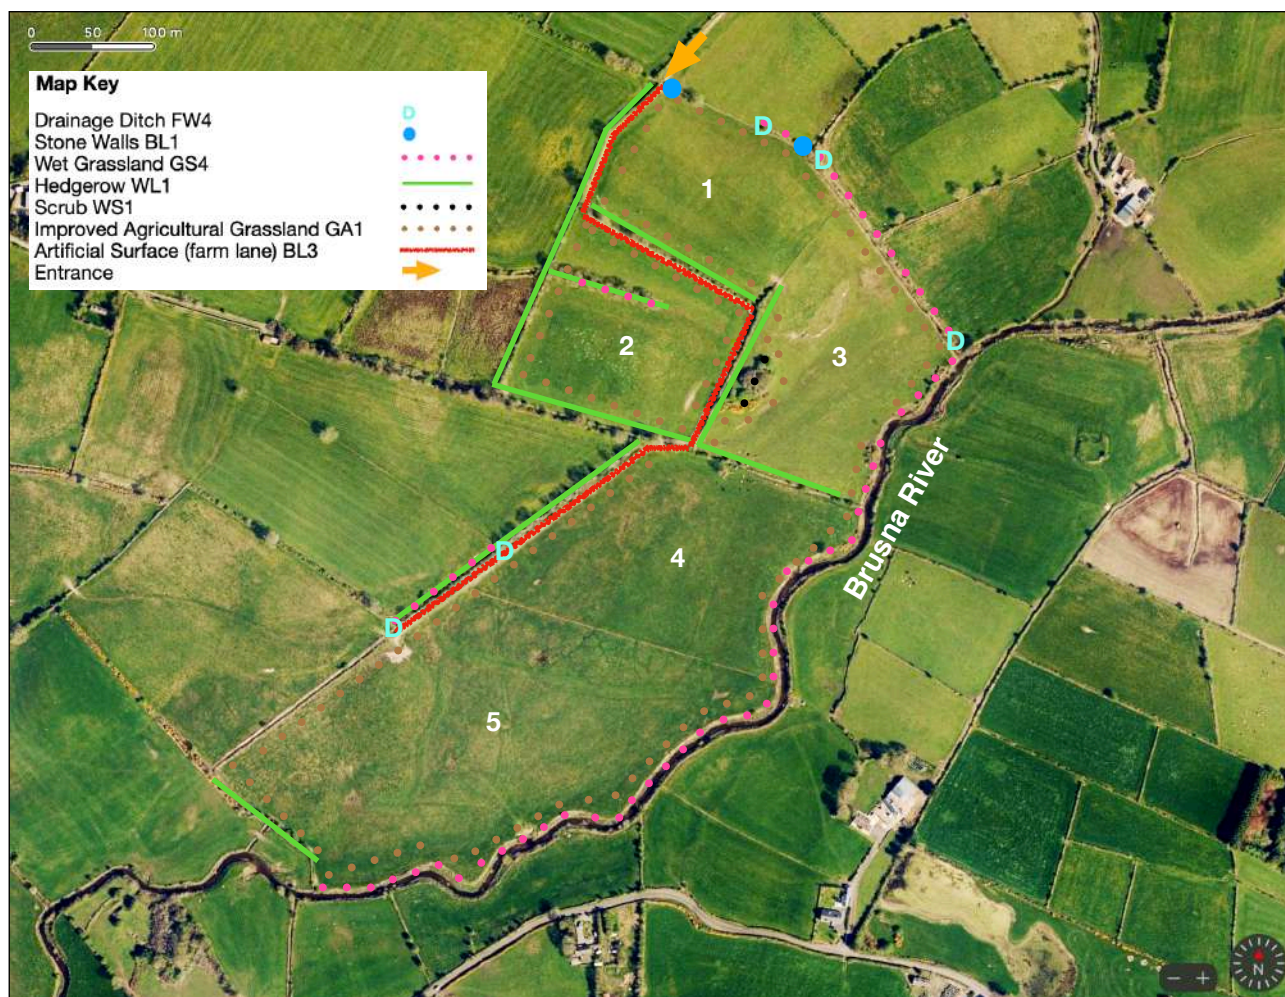 0 50 100 m
Map Key
Drainage Ditch FW4 D
Stone Walls BL1
Wet Grassland GS4
Hedgerow WL1
Scrub WS1
Improved Agricultural Grassland GA1
Artificial Surface (farm lane) BL3
Entrance
D
D
1
2
3
D
Brusna River
D
4
D
5
N
− +